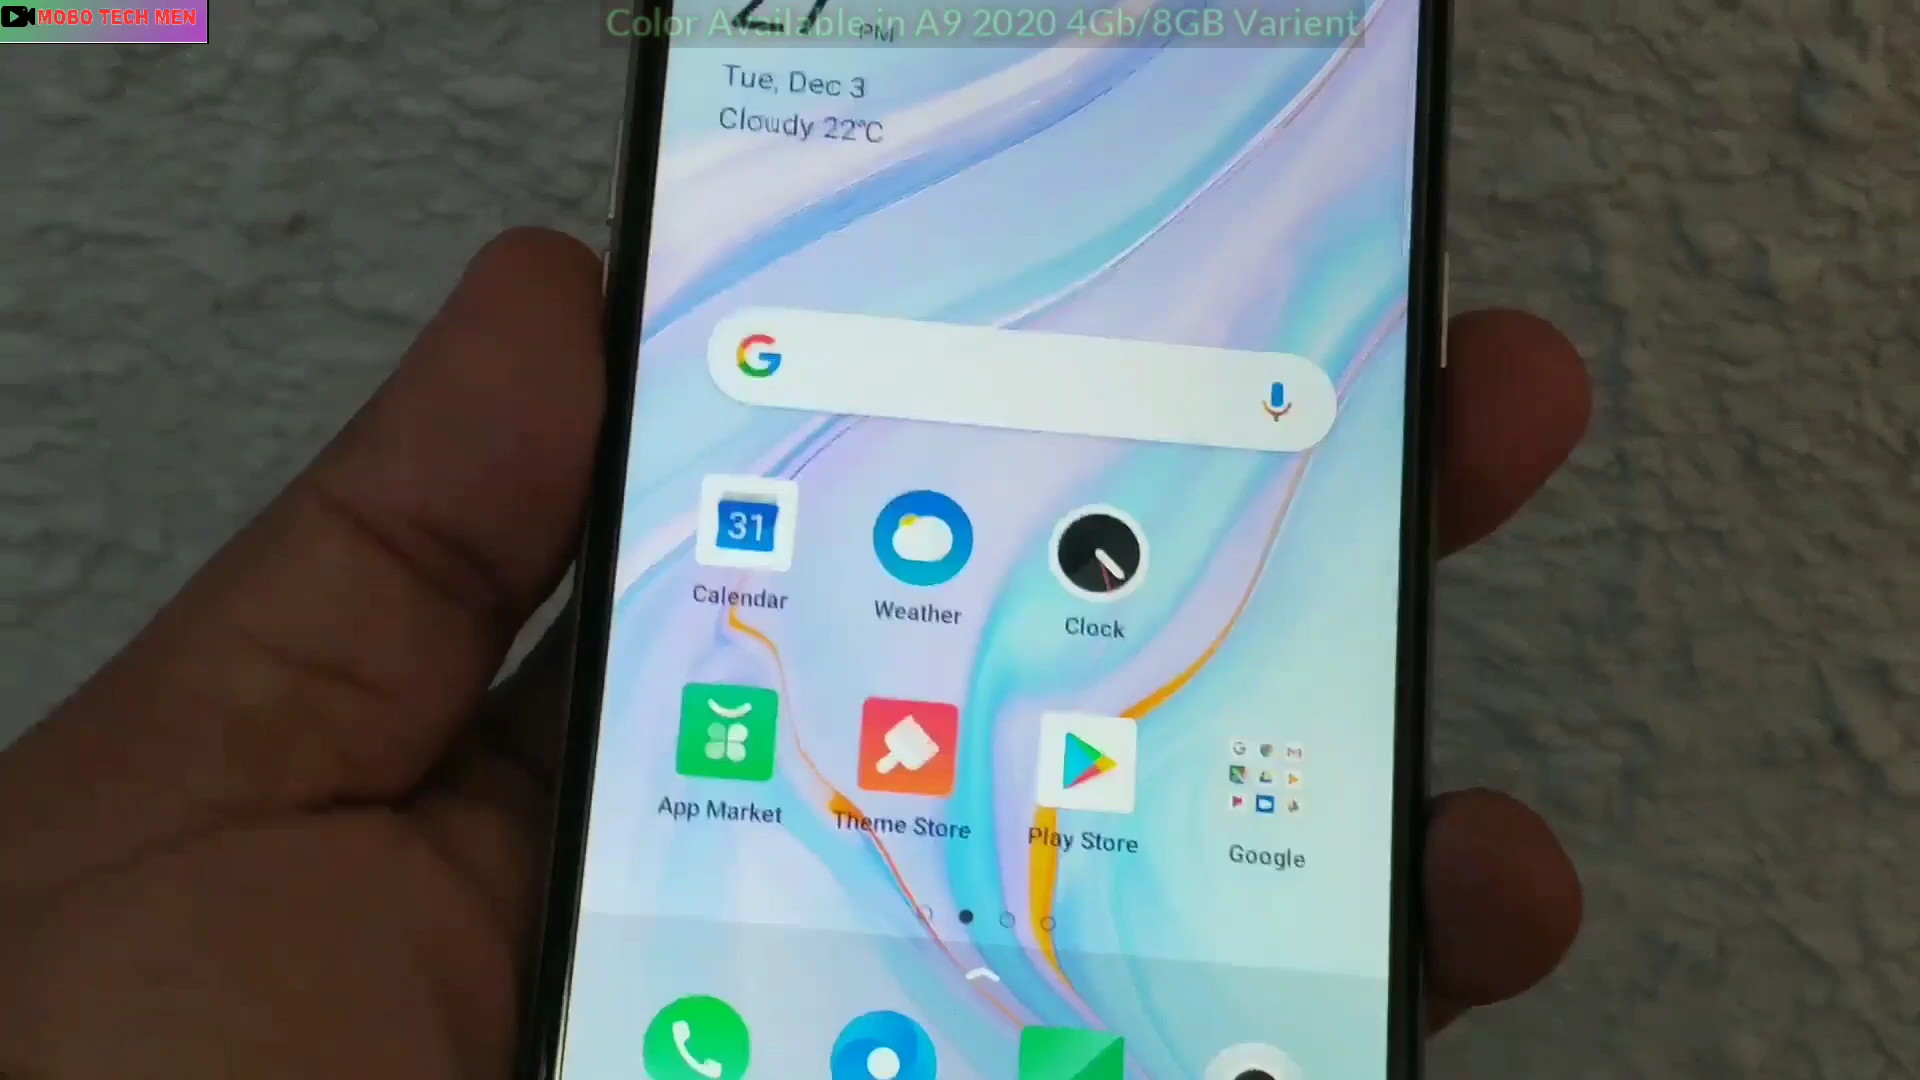 MOBO TECH MEN
Color Available in A9 2020 4Gb/8GB Varient
PM
Tue, Dec 3
Cloudy 22°C
G
31
Calendar
Weather
Clock
App Market
Theme Store
Play Store
Google